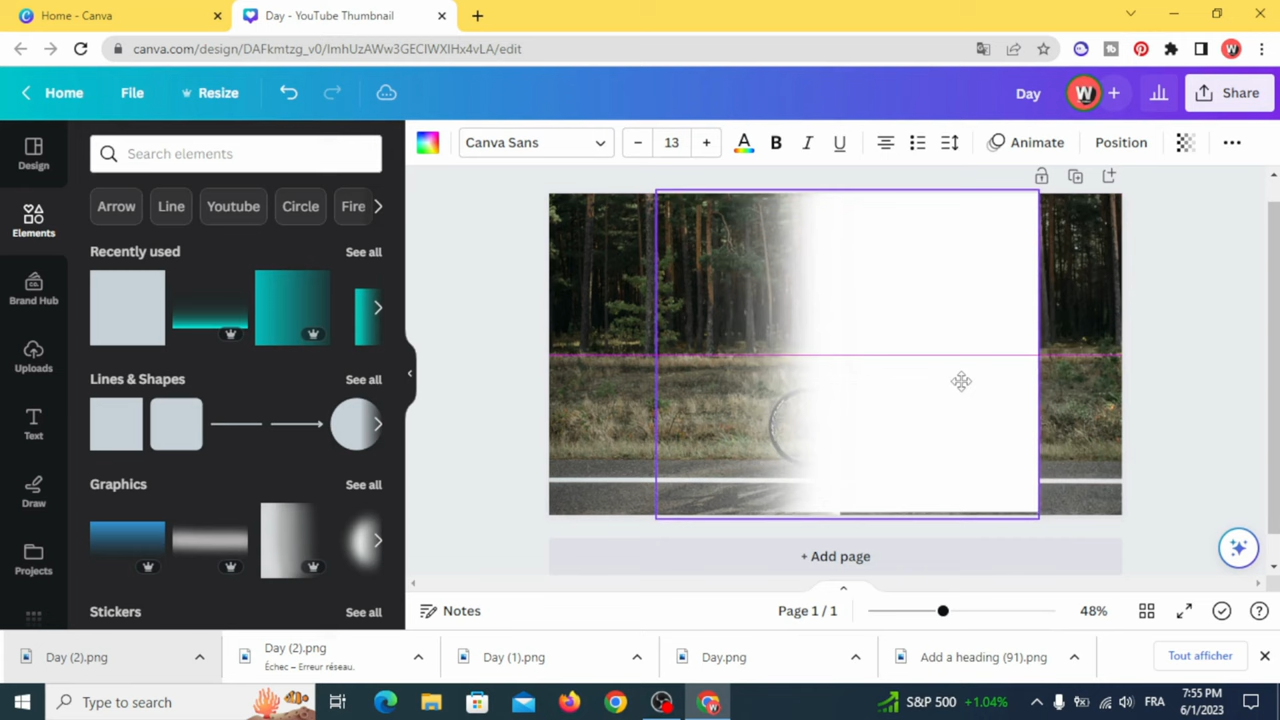 Home - Canva
Day - YouTube Thumbnail
canva.com/design/DAFkmtzg_v0/lmhUzAWw3GECIWXIHx4vLA/edit
Home
File
Resize
Day
W
Share
Design
Elements
Brand Hub
Uploads
Text
Draw
Projects
Search elements
Arrow
Line
Youtube
Circle
Fire
Recently used
See all
Lines & Shapes
See all
Graphics
See all
Stickers
See all
Canva Sans
13
A
B
I
U
Animate
Position
+ Add page
Notes
Page 1 / 1
48%
Day (2).png
Day (2).png
Échec – Erreur réseau.
Day (1).png
Day.png
Add a heading (91).png
Tout afficher
Type to search
S&P 500 +1.04%
FRA
7:55 PM
6/1/2023